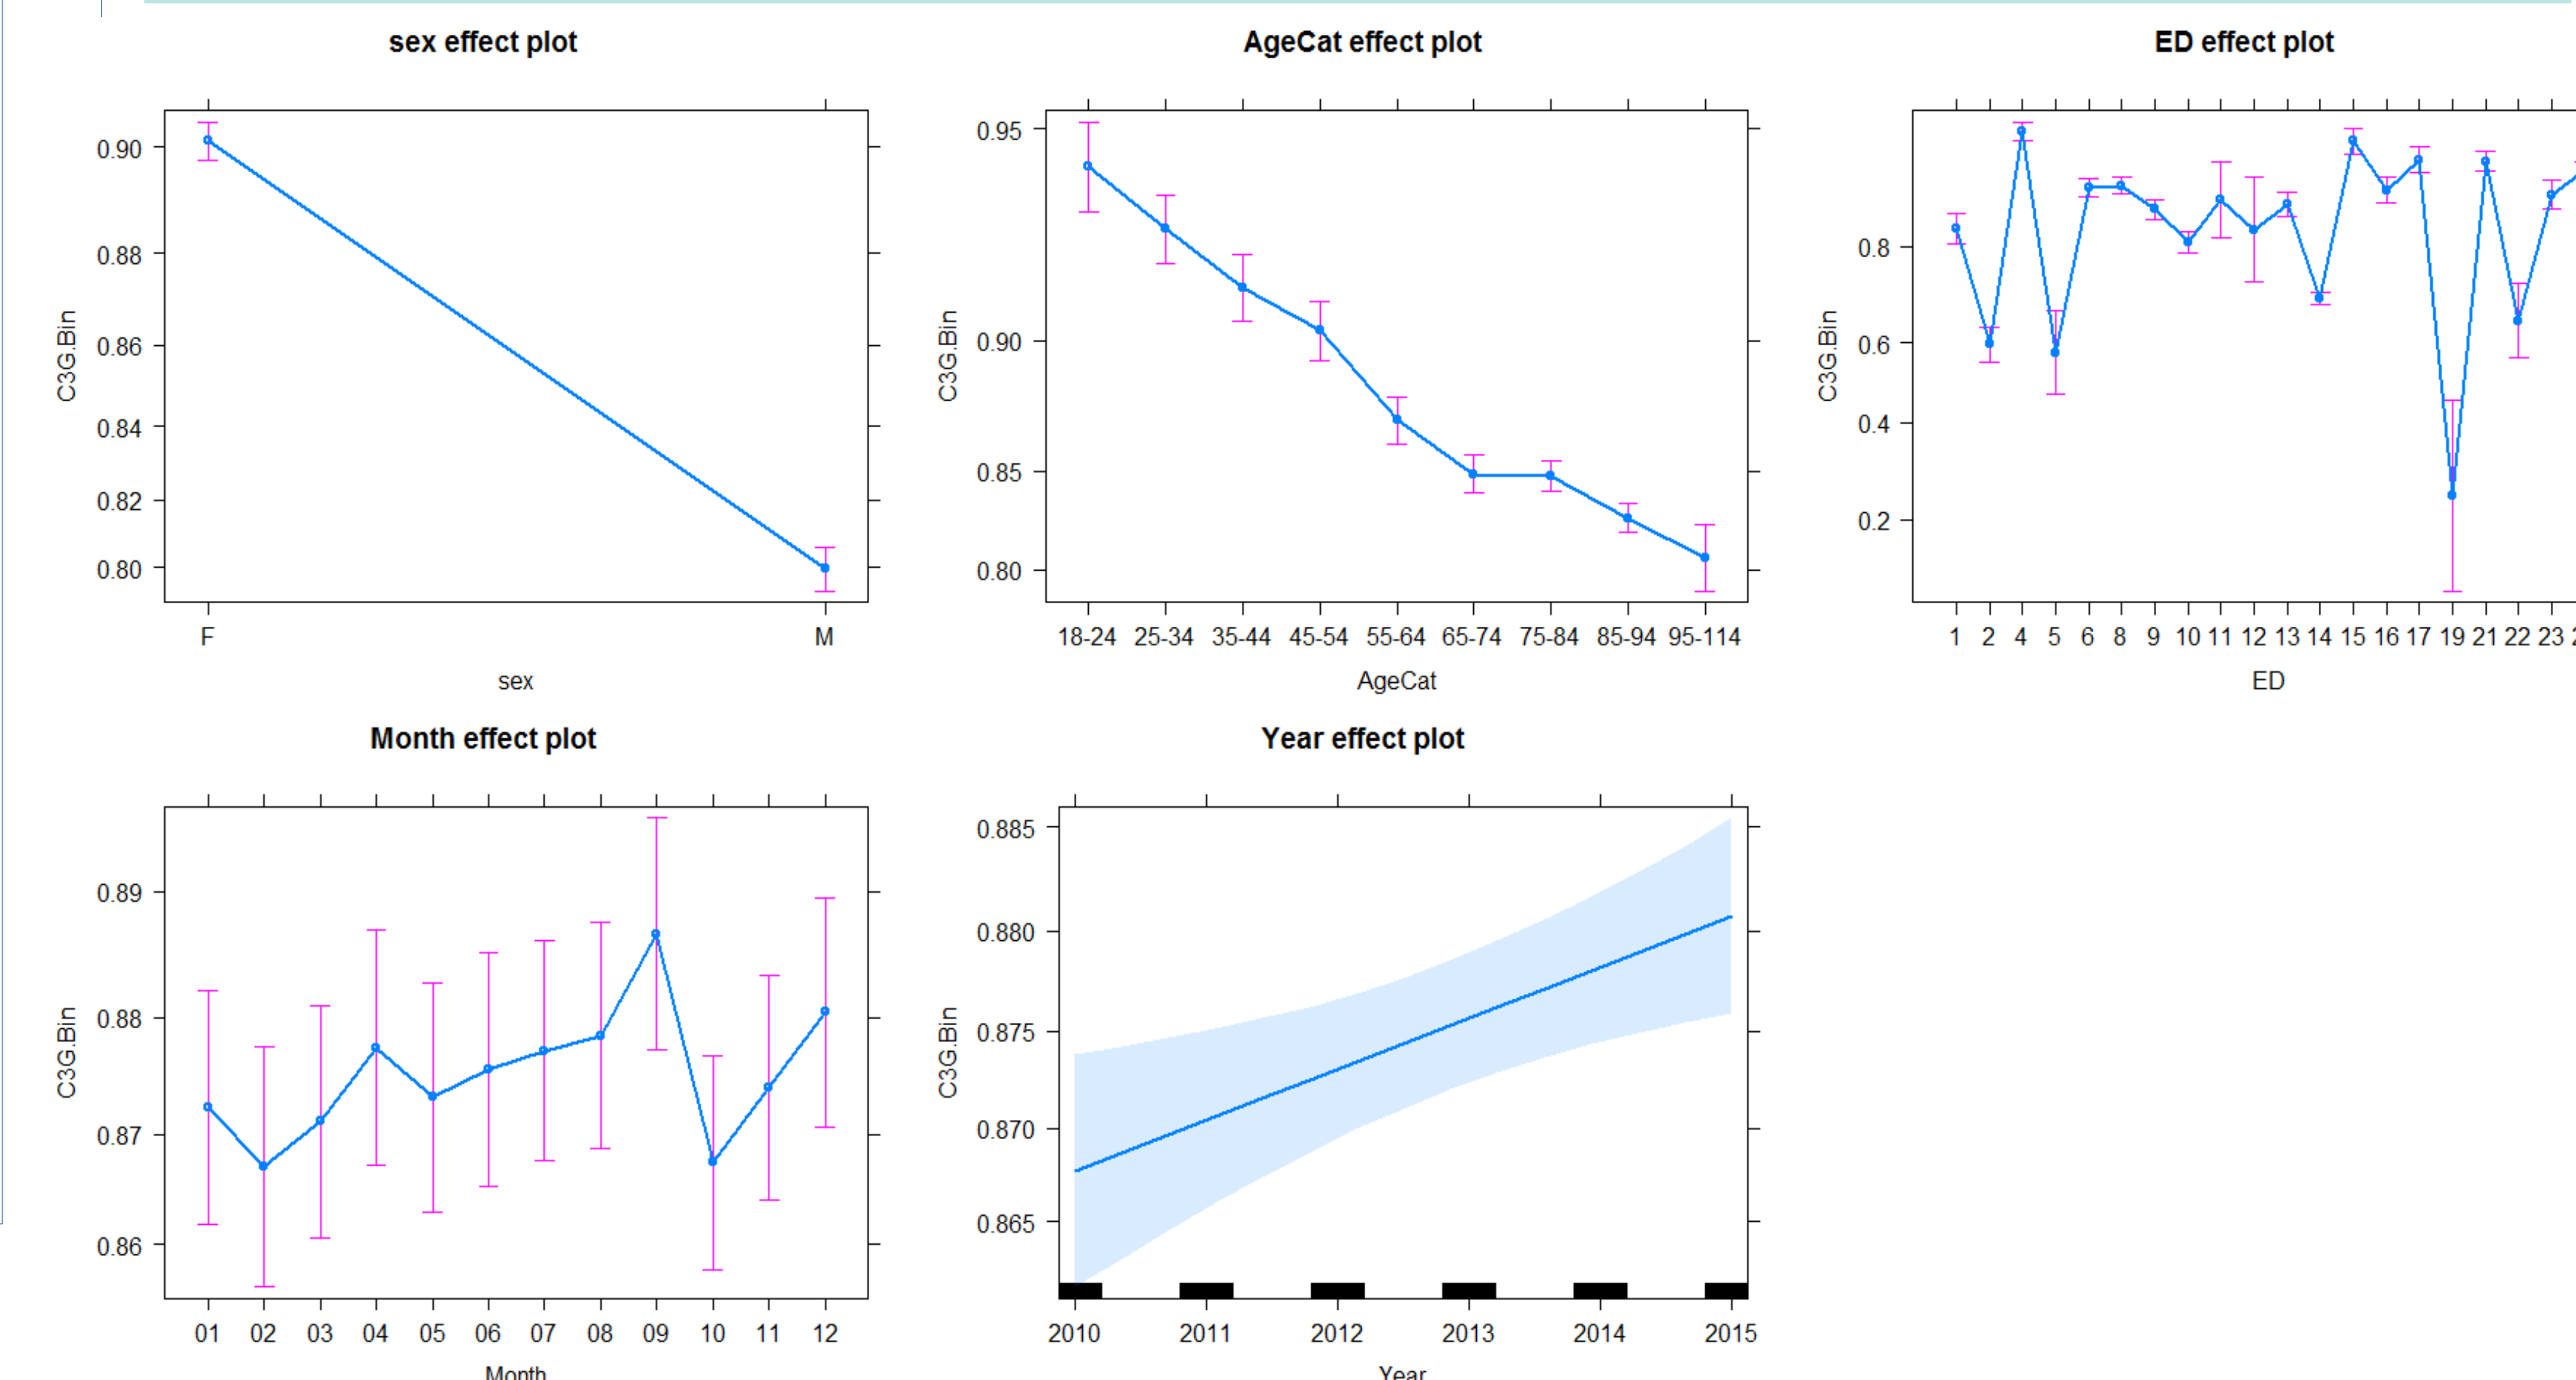 sex effect plot
AgeCat effect plot
ED effect plot
C3G.Bin
0.90
0.88
0.86
0.84
0.82
0.80
F M
sex
C3G.Bin
0.95
0.90
0.85
0.80
18-24 25-34 35-44 45-54 55-64 65-74 75-84 85-94 95-114
AgeCat
C3G.Bin
0.8
0.6
0.4
0.2
1 2 4 5 6 8 9 10 11 12 13 14 15 16 17 19 21 22 23
ED
Month effect plot
Year effect plot
C3G.Bin
0.89
0.88
0.87
0.86
01 02 03 04 05 06 07 08 09 10 11 12
Month
C3G.Bin
0.885
0.880
0.875
0.870
0.865
2010 2011 2012 2013 2014 2015
Year